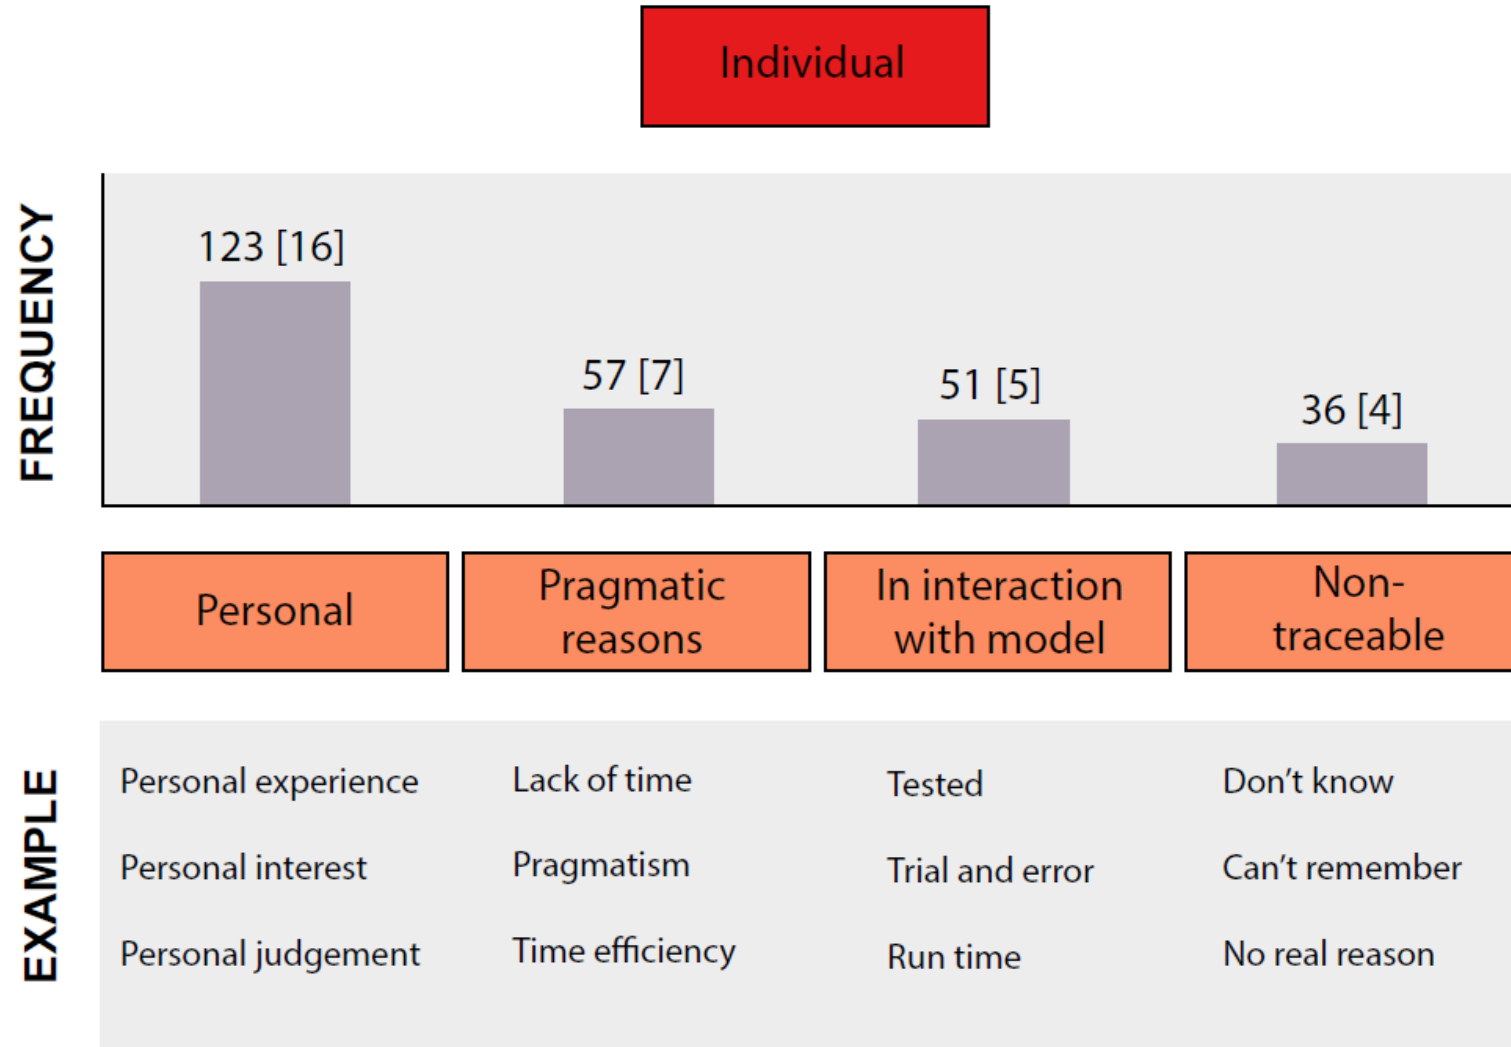 Individual
FREQUENCY
123 [16]
57 [7]
51 [5]
36 [4]
Personal
Pragmatic
reasons
In interaction
with model
Non-
traceable
EXAMPLE
Personal experience
Personal interest
Personal judgement
Lack of time
Pragmatism
Time efficiency
Tested
Trial and error
Run time
Don't know
Can't remember
No real reason